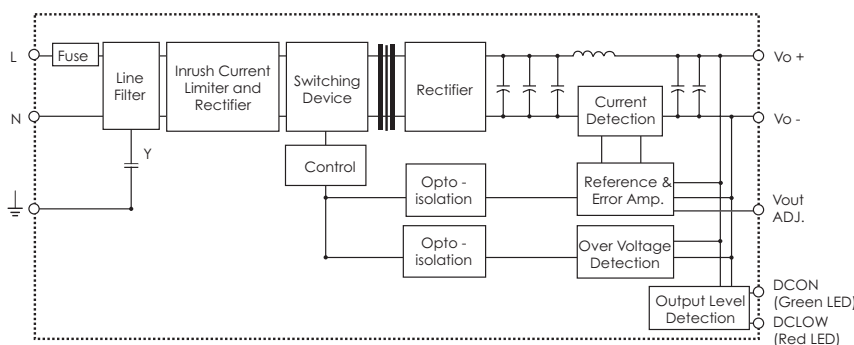 L
Fuse
Line
Filter
Inrush Current
Limiter and
Rectifier
Switching
Device
Rectifier
Vo +
N
Current
Detection
Vo -
Y
Control
Opto -
isolation
Reference &
Error Amp.
Vout
ADJ.
Opto -
isolation
Over Voltage
Detection
Output Level
Detection
DCON
(Green LED)
DCLOW
(Red LED)